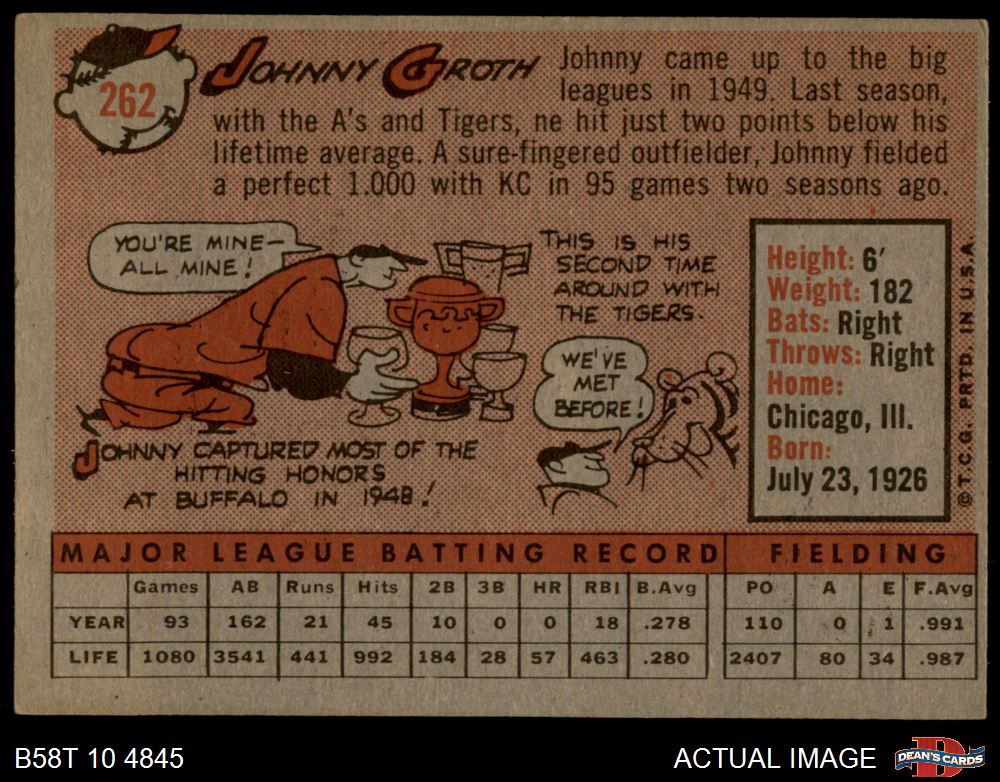 262
JOHNNY GROTH
Johnny came up to the big
leagues in 1949. Last season,
with the A's and Tigers, ne hit just two points below his
lifetime average. A sure-fingered outfielder, Johnny fielded
a perfect 1.000 with KC in 95 games two seasons ago.
YOU'RE MINE—
ALL MINE!
JOHNNY CAPTURED MOST OF THE
HITTING HONORS
AT BUFFALO IN 1948!
THIS IS HIS
SECOND TIME
AROUND WITH
THE TIGERS.
WE'VE
MET
BEFORE!
Height: 6'
Weight: 182
Bats: Right
Throws: Right
Home:
Chicago, Ill.
Born:
July 23, 1926
©T.C.G. PRTD. IN U.S.A.
MAJOR LEAGUE BATTING RECORD FIELDING
Games AB Runs Hits 2B 3B HR RBI B.Avg PO A E F.Avg
YEAR 93 162 21 45 10 0 0 18 .278 110 0 1 .991
LIFE 1080 3541 441 992 184 28 57 463 .280 2407 80 34 .987
B58T 10 4845
ACTUAL IMAGE
D
DEAN'S CARDS